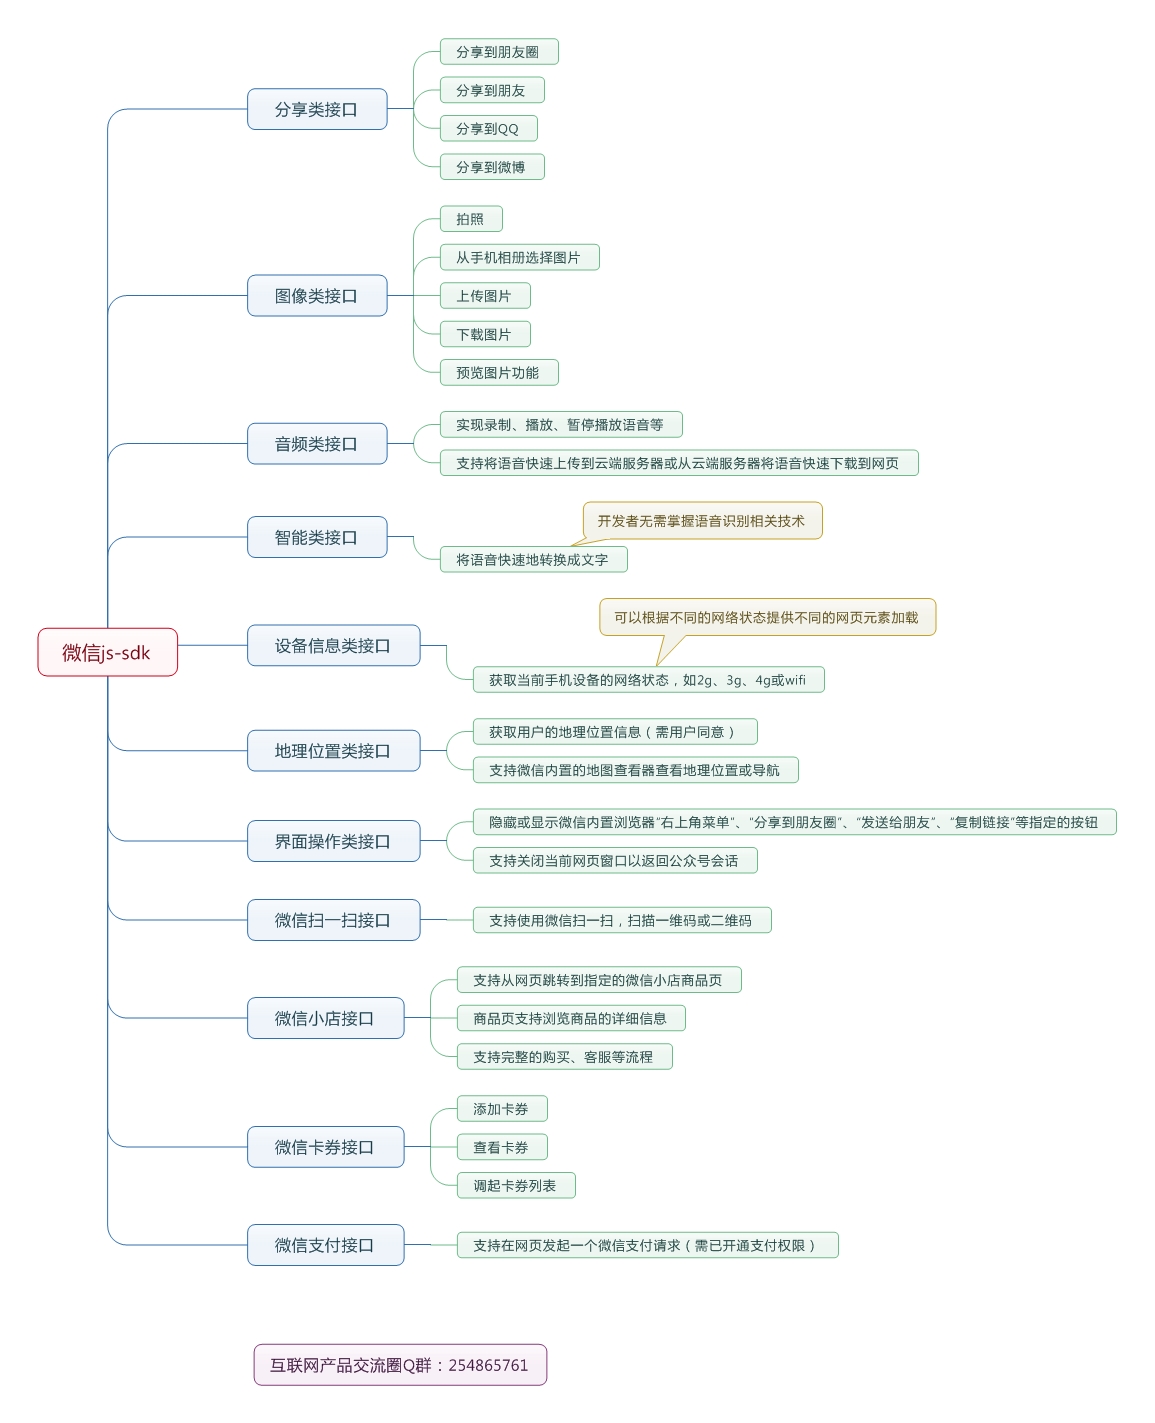 微信js-sdk
分享类接口
分享到朋友圈
分享到朋友
分享到QQ
分享到微博
图像类接口
拍照
从手机相册选择图片
上传图片
下载图片
预览图片功能
音频类接口
实现录制、播放、暂停播放语音等
支持将语音快速上传到云端服务器或从云端服务器将语音快速下载到网页
智能类接口
开发者无需掌握语音识别相关技术
将语音快速地转换成文字
设备信息类接口
可以根据不同的网络状态提供不同的网页元素加载
获取当前手机设备的网络状态，如2g、3g、4g或wifi
地理位置类接口
获取用户的地理位置信息（需用户同意）
支持微信内置的地图查看器查看地理位置或导航
界面操作类接口
隐藏或显示微信内置浏览器“右上角菜单”、“分享到朋友圈”、“发送给朋友”、“复制链接”等指定的按钮
支持关闭当前网页窗口以返回公众号会话
微信扫一扫接口
支持使用微信扫一扫，扫描一维码或二维码
微信小店接口
支持从网页跳转到指定的微信小店商品页
商品页支持浏览商品的详细信息
支持完整的购买、客服等流程
微信卡券接口
添加卡券
查看卡券
调起卡券列表
微信支付接口
支持在网页发起一个微信支付请求（需已开通支付权限）
互联网产品交流圈Q群：254865761